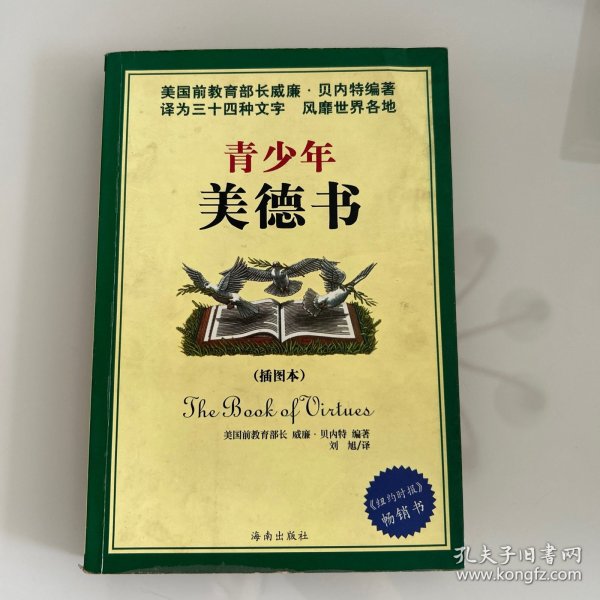 美国前教育部长威廉·贝内特编著
译为三十四种文字 风靡世界各地
青少年
美德书
(插图本)
The Book of Virtues
美国前教育部长 威廉·贝内特 编著
刘 旭/译
《纽约时报》
畅销书
海南出版社
孔夫子旧书网
www.kongfz.com